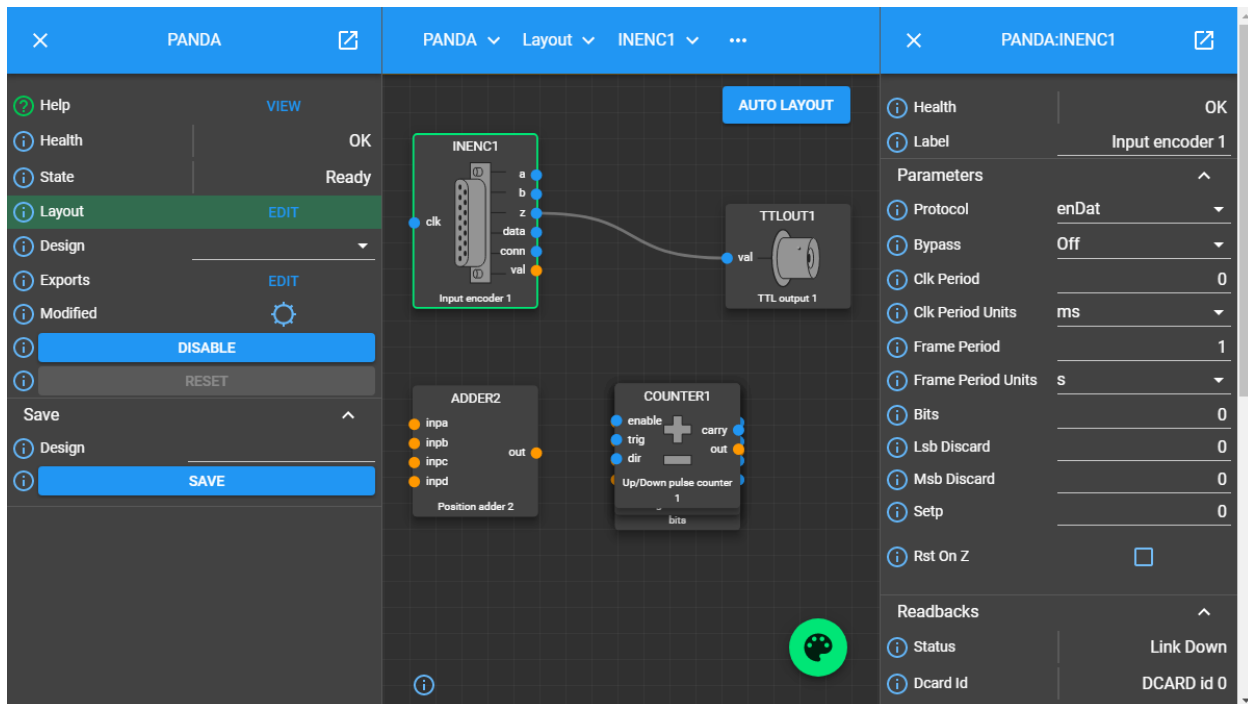 PANDA
Help VIEW
Health OK
State Ready
Layout EDIT
Design
Exports EDIT
Modified
DISABLE
RESET
Save
Design
SAVE
PANDA Layout INENC1 •••
AUTO LAYOUT
INENC1
clk
a
b
z
data
conn
val
Input encoder 1
TTLOUT1
val
TTL output 1
ADDER2
inpa
inpb
inpc
inpd
out
Position adder 2
COUNTER1
enable
trig
dir
carry
out
Up/Down pulse counter
1
bits
PANDA:INENC1
Health OK
Label Input encoder 1
Parameters
Protocol enDat
Bypass Off
Clk Period 0
Clk Period Units ms
Frame Period 1
Frame Period Units s
Bits 0
Lsb Discard 0
Msb Discard 0
Setp 0
Rst On Z
Readbacks
Status Link Down
Dcard Id DCARD id 0